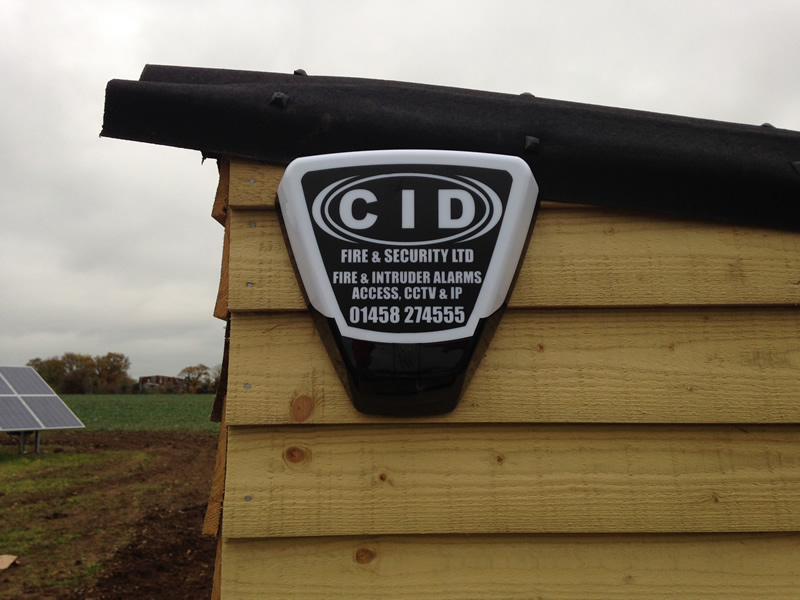 CID
FIRE & SECURITY LTD
FIRE & INTRUDER ALARMS
ACCESS, CCTV & IP
01458 274555